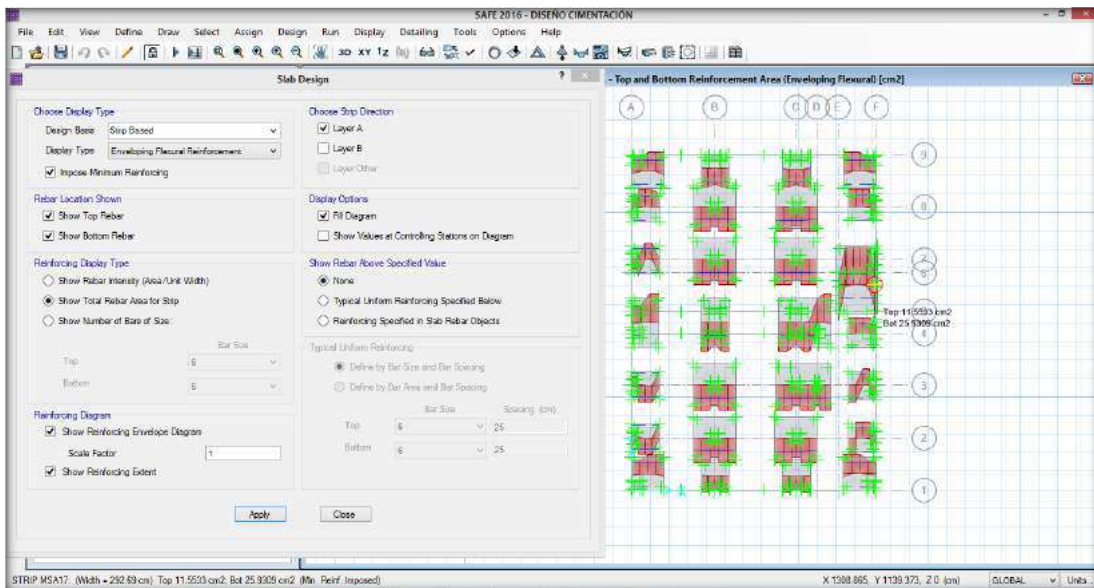 SAFE 2016 - DISEÑO CIMENTACIÓN
File Edit View Define Draw Select Assign Design Run Display Detailing Tools Options Help
3D XY
Slab Design
?
- Top and Bottom Reinforcement Area (Enveloping Flexural) [cm2]
Choose Display Type
Design Basis Strip Based
Display Type Enveloping Flexural Reinforcement
Impose Minimum Reinforcing
Choose Strip Direction
Layer A
Layer B
Layer Other
Rebar Location Shown
Show Top Rebar
Show Bottom Rebar
Display Options
Fill Diagram
Show Values at Controlling Stations on Diagram
Reinforcing Display Type
Show Rebar Intensity (Area/Unit Width)
Show Total Rebar Area for Strip
Show Number of Bars of Size:
Bar Size
Top 6
Bottom 6
Show Rebar Above Specified Value
None
Typical Uniform Reinforcing Specified Below
Reinforcing Specified in Slab Rebar Objects
Typical Uniform Reinforcing
Define by Bar Size and Bar Spacing
Define by Bar Area and Bar Spacing
Bar Size Spacing (cm)
Top 6 25
Bottom 6 25
Reinforcing Diagram
Show Reinforcing Envelope Diagram
Scale Factor 1
Show Reinforcing Extent
Apply Close
A B C D E F
9
8
Top 11.5533 cm2
Bot 25.9309 cm2
4
3
2
1
STRIP MSA17: (Width = 292.69 cm) Top 11.5533 cm2; Bot 25.9309 cm2 (Min. Reinf. Imposed)
X 1308.865, Y 1139.373, Z 0 (cm) GLOBAL Units...